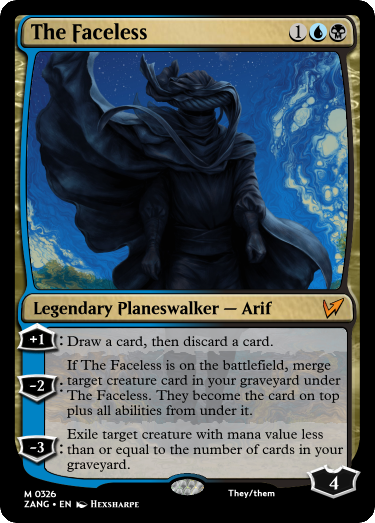 The Faceless 1
Legendary Planeswalker — Arif
+1: Draw a card, then discard a card.
If The Faceless is on the battlefield, merge
-2: target creature card in your graveyard under
The Faceless. They become the card on top
plus all abilities from under it.
Exile target creature with mana value less
-3: than or equal to the number of cards in your
graveyard.
4
M 0326
ZANG • EN Hexsharpe
They/them